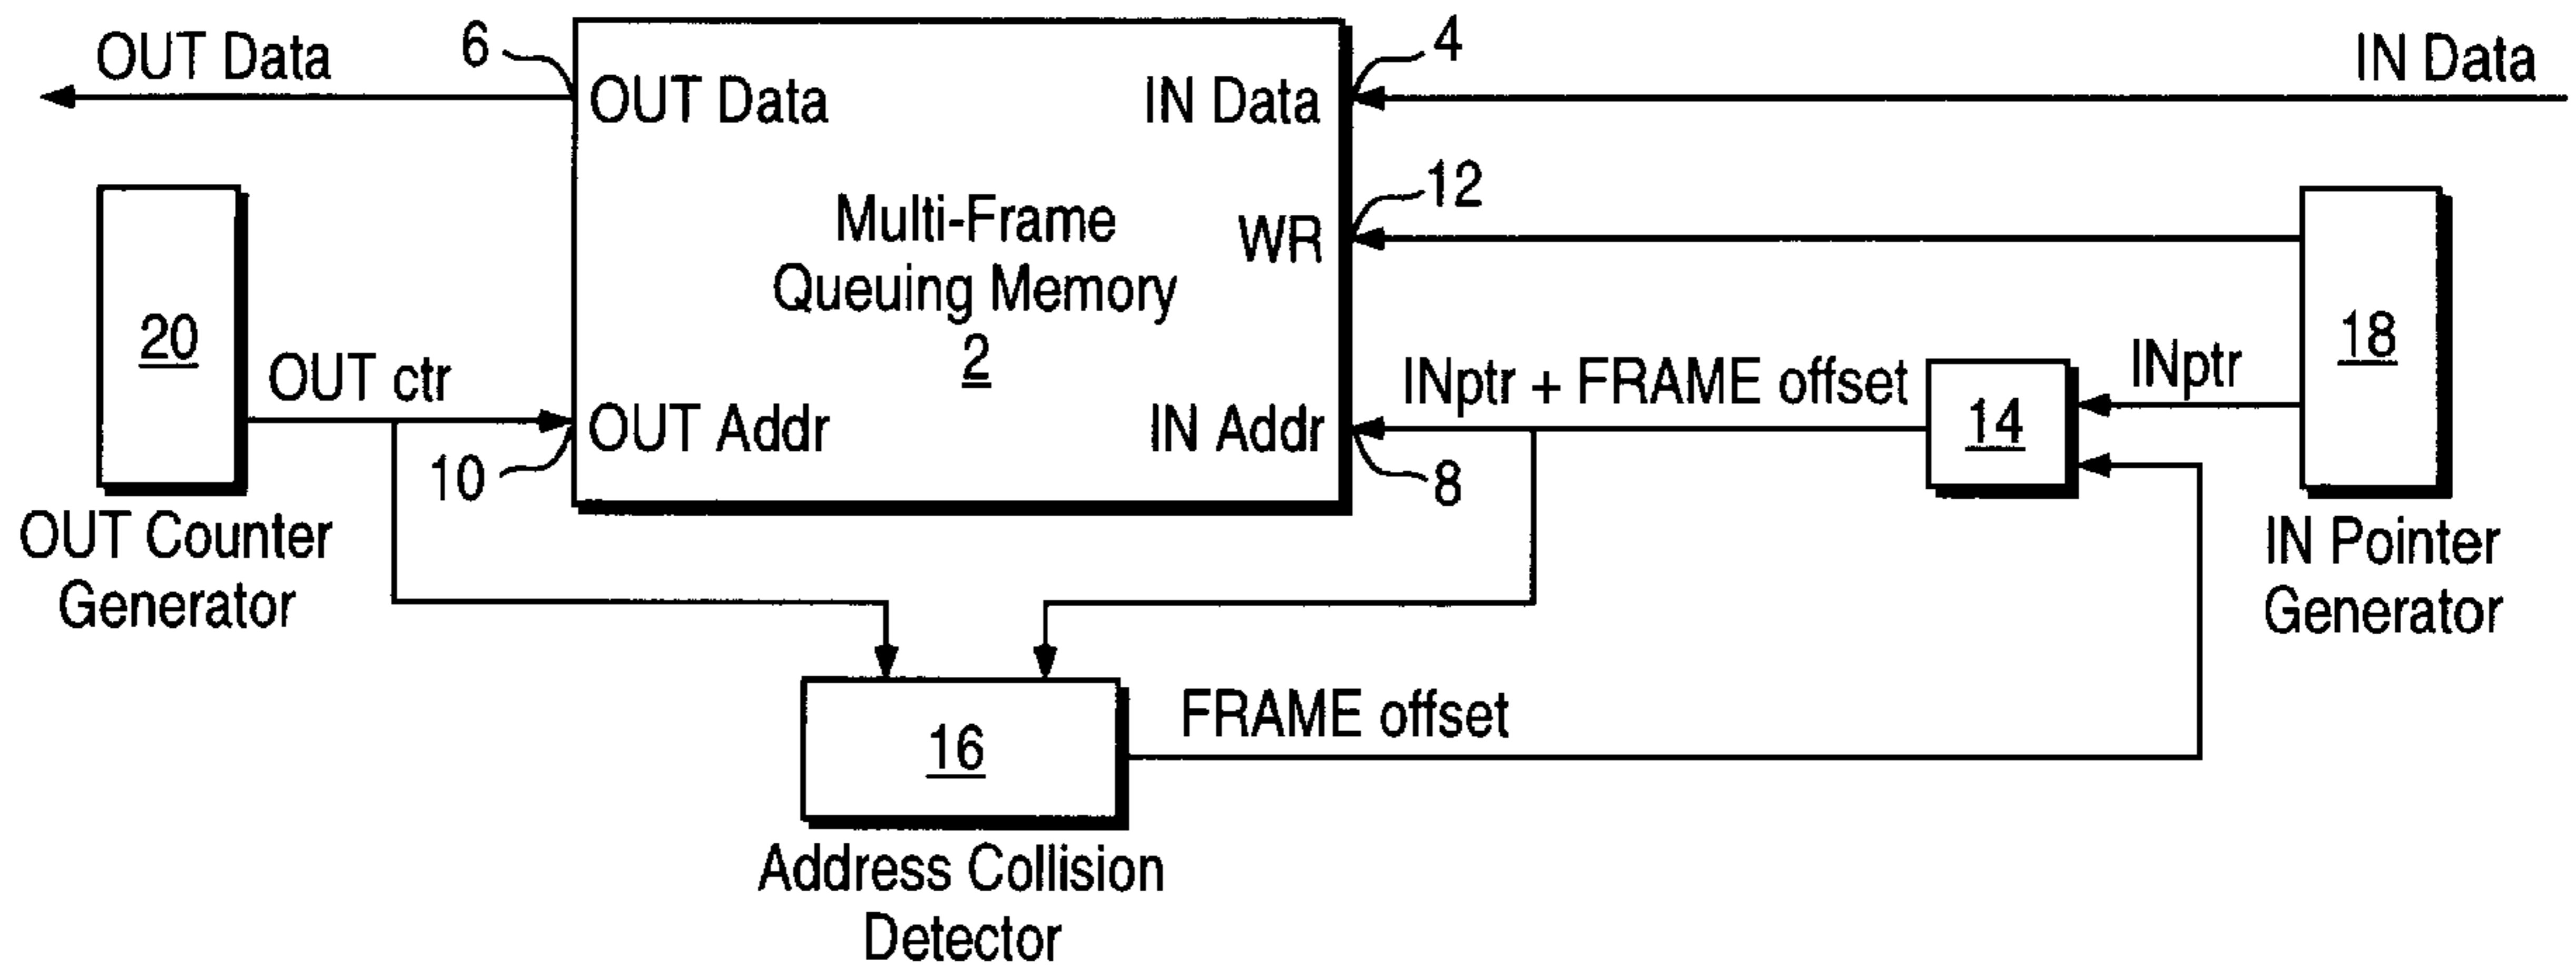 OUT Data
6
4
IN Data
OUT Data
IN Data
12
Multi-Frame
Queuing Memory
2
WR
20
18
OUT ctr
INptr + FRAME offset
INptr
14
OUT Addr
IN Addr
10
8
OUT Counter
Generator
IN Pointer
Generator
FRAME offset
16
Address Collision
Detector